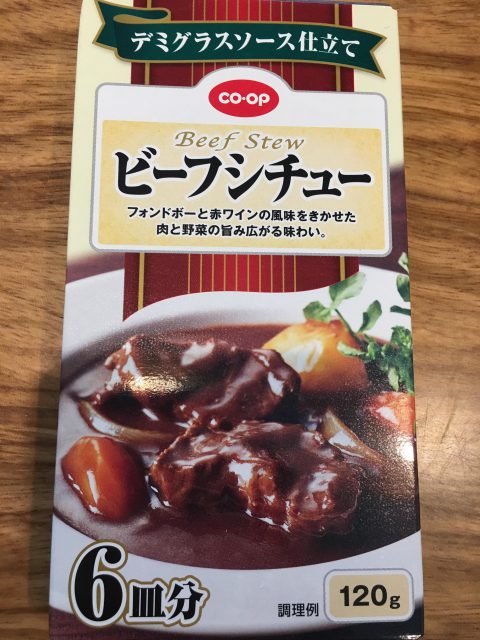 デミグラスソース仕立て
CO·OP
Beef Stew
ビーフシチュー
フォンドボーと赤ワインの風味をきかせた
肉と野菜の旨み広がる味わい。
6皿分
調理例
120g